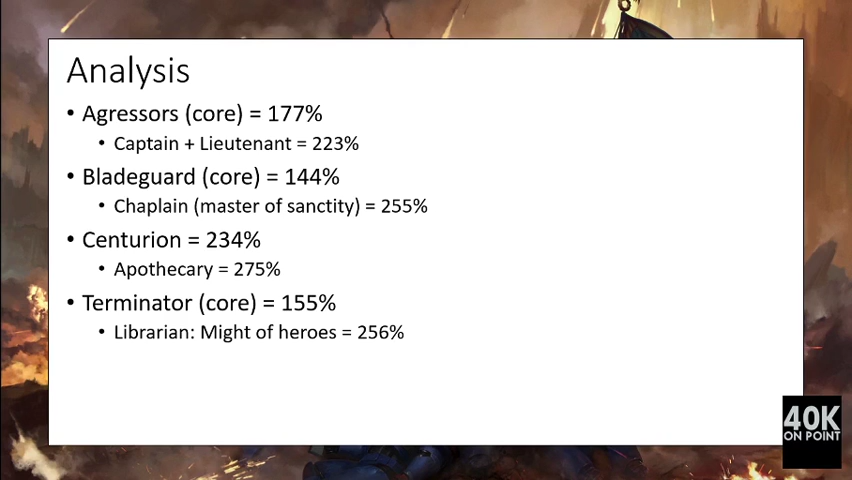 Analysis
• Agressors (core) = 177%
• Captain + Lieutenant = 223%
• Bladeguard (core) = 144%
• Chaplain (master of sanctity) = 255%
• Centurion = 234%
• Apothecary = 275%
• Terminator (core) = 155%
• Librarian: Might of heroes = 256%
40K
ON POINT